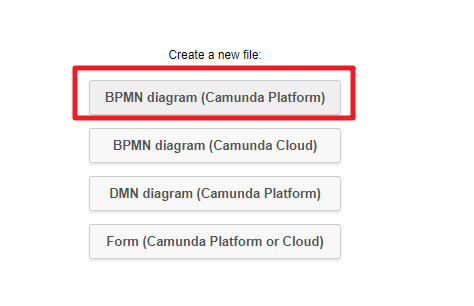 Create a new file:
BPMN diagram (Camunda Platform)
BPMN diagram (Camunda Cloud)
DMN diagram (Camunda Platform)
Form (Camunda Platform or Cloud)